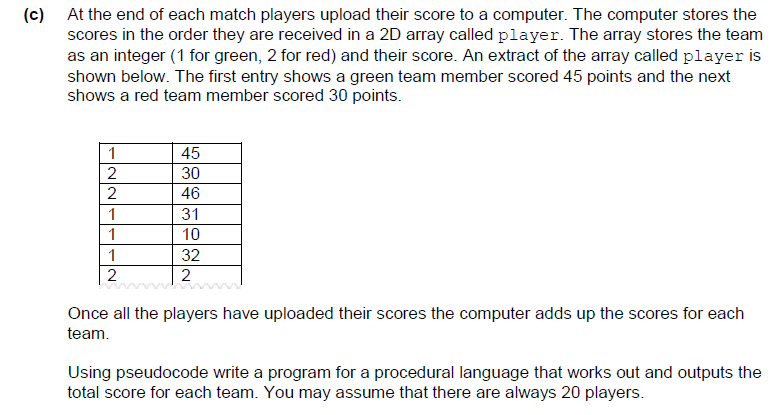 (c) At the end of each match players upload their score to a computer. The computer stores the
scores in the order they are received in a 2D array called player. The array stores the team
as an integer (1 for green, 2 for red) and their score. An extract of the array called player is
shown below. The first entry shows a green team member scored 45 points and the next
shows a red team member scored 30 points.
1 45
2 30
2 46
1 31
1 10
1 32
2 2
Once all the players have uploaded their scores the computer adds up the scores for each
team.
Using pseudocode write a program for a procedural language that works out and outputs the
total score for each team. You may assume that there are always 20 players.